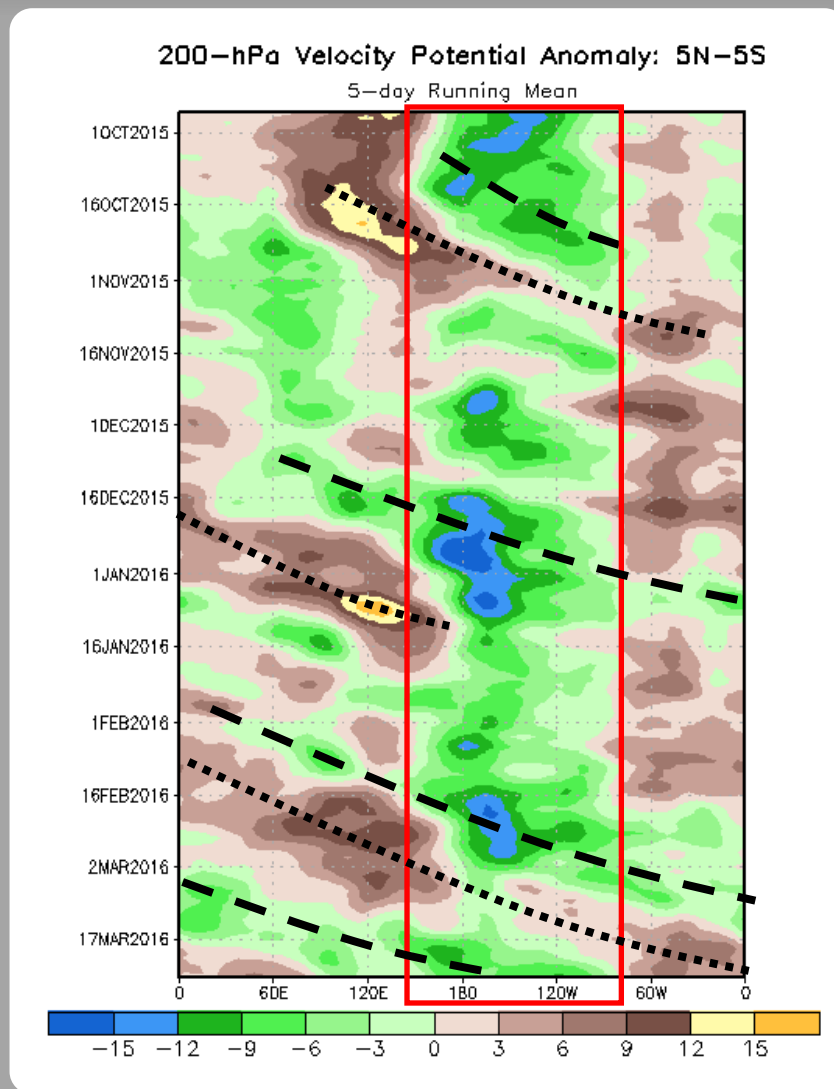 200-hPa Velocity Potential Anomaly: 5N-5S
5-day Running Mean
1OCT2015
16OCT2015
1NOV2015
16NOV2015
1DEC2015
16DEC2015
1JAN2016
16JAN2016
1FEB2016
16FEB2016
2MAR2016
17MAR2016
0 60E 120E 180 120W 60W 0
-15 -12 -9 -6 -3 0 3 6 9 12 15